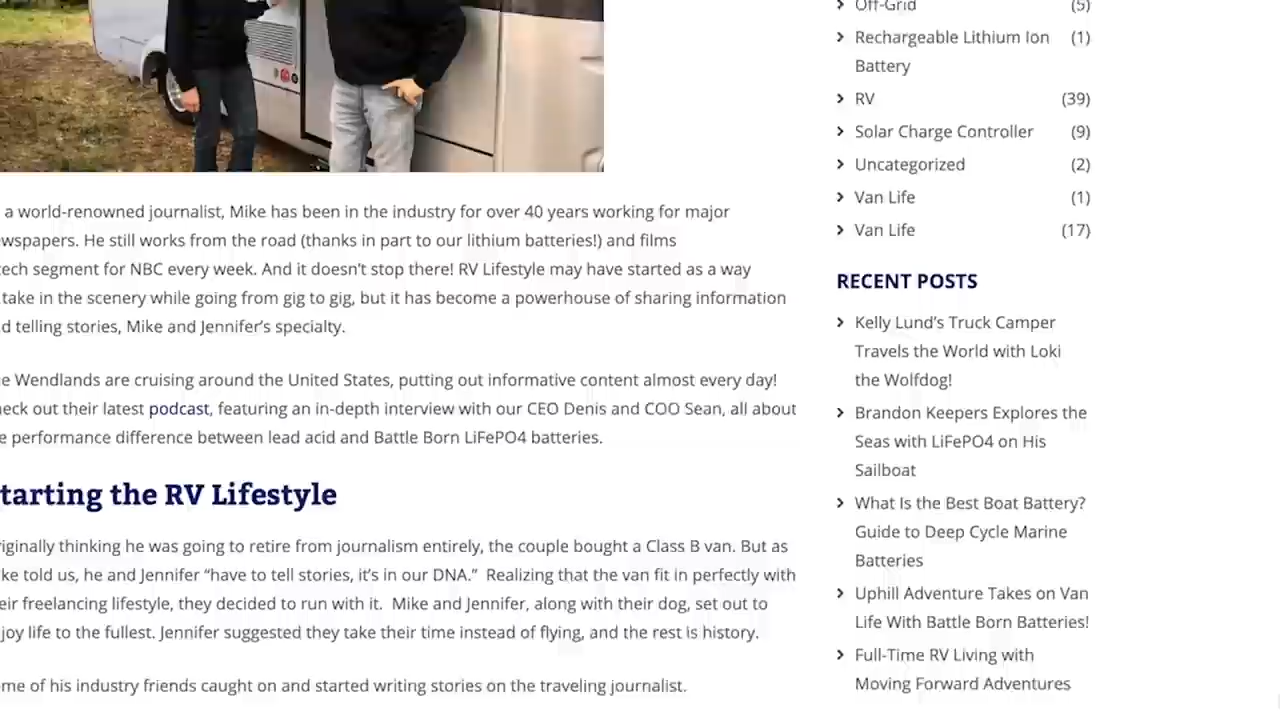 a world-renowned journalist, Mike has been in the industry for over 40 years working for major
wspapers. He still works from the road (thanks in part to our lithium batteries!) and films
tech segment for NBC every week. And it doesn't stop there! RV Lifestyle may have started as a way
take in the scenery while going from gig to gig, but it has become a powerhouse of sharing information
d telling stories, Mike and Jennifer's specialty.
e Wendlands are cruising around the United States, putting out informative content almost every day!
eck out their latest podcast, featuring an in-depth interview with our CEO Denis and COO Sean, all about
e performance difference between lead acid and Battle Born LiFePO4 batteries.
tarting the RV Lifestyle
iginally thinking he was going to retire from journalism entirely, the couple bought a Class B van. But as
ke told us, he and Jennifer “have to tell stories, it’s in our DNA.”  Realizing that the van fit in perfectly with
eir freelancing lifestyle, they decided to run with it.  Mike and Jennifer, along with their dog, set out to
joy life to the fullest. Jennifer suggested they take their time instead of flying, and the rest is history.
me of his industry friends caught on and started writing stories on the traveling journalist.
Off-Grid (5)
Rechargeable Lithium Ion (1)
Battery
RV (39)
Solar Charge Controller (9)
Uncategorized (2)
Van Life (1)
Van Life (17)
RECENT POSTS
Kelly Lund’s Truck Camper
Travels the World with Loki
the Wolfdog!
Brandon Keepers Explores the
Seas with LiFePO4 on His
Sailboat
What Is the Best Boat Battery?
Guide to Deep Cycle Marine
Batteries
Uphill Adventure Takes on Van
Life With Battle Born Batteries!
Full-Time RV Living with
Moving Forward Adventures